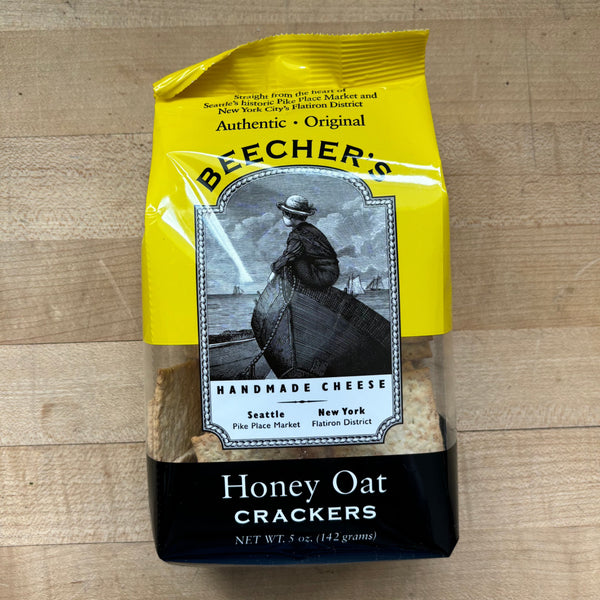 Straight from the heart of
Seattle's historic Pike Place Market and
New York City's Flatiron District
Authentic • Original
BEECHER'S
HANDMADE CHEESE
Seattle New York
Pike Place Market Flatiron District
Honey Oat
CRACKERS
NET WT. 5 oz. (142 grams)